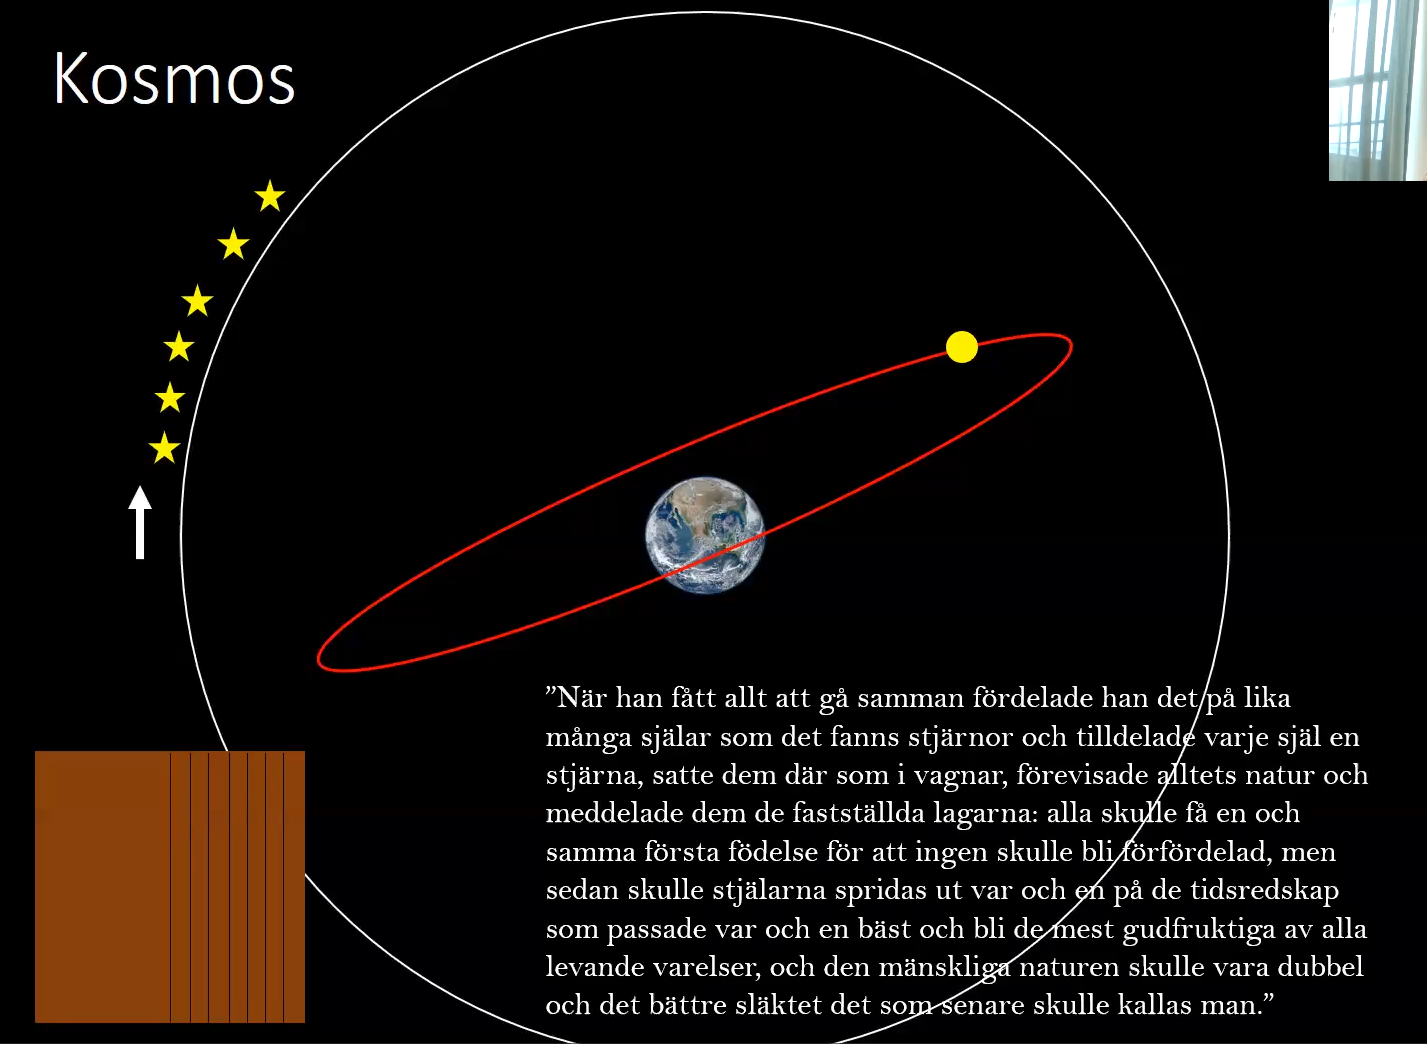 Kosmos
”När han fått allt att gå samman fördelade han det på lika
många själar som det fanns stjärnor och tilldelade varje själ en
stjärna, satte dem där som i vagnar, förevisade alltets natur och
meddelade dem de fastställda lagarna: alla skulle få en och
samma första födelse för att ingen skulle bli förfördelad, men
sedan skulle stjälarna spridas ut var och en på de tidsredskap
som passade var och en bäst och bli de mest gudfruktiga av alla
levande varelser, och den mänskliga naturen skulle vara dubbel
och det bättre släktet det som senare skulle kallas man.”